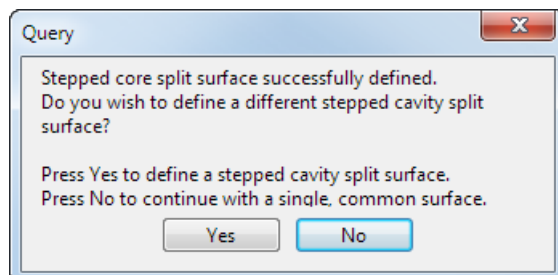 Query
Stepped core split surface successfully defined.
Do you wish to define a different stepped cavity split
surface?
Press Yes to define a stepped cavity split surface.
Press No to continue with a single, common surface.
Yes No